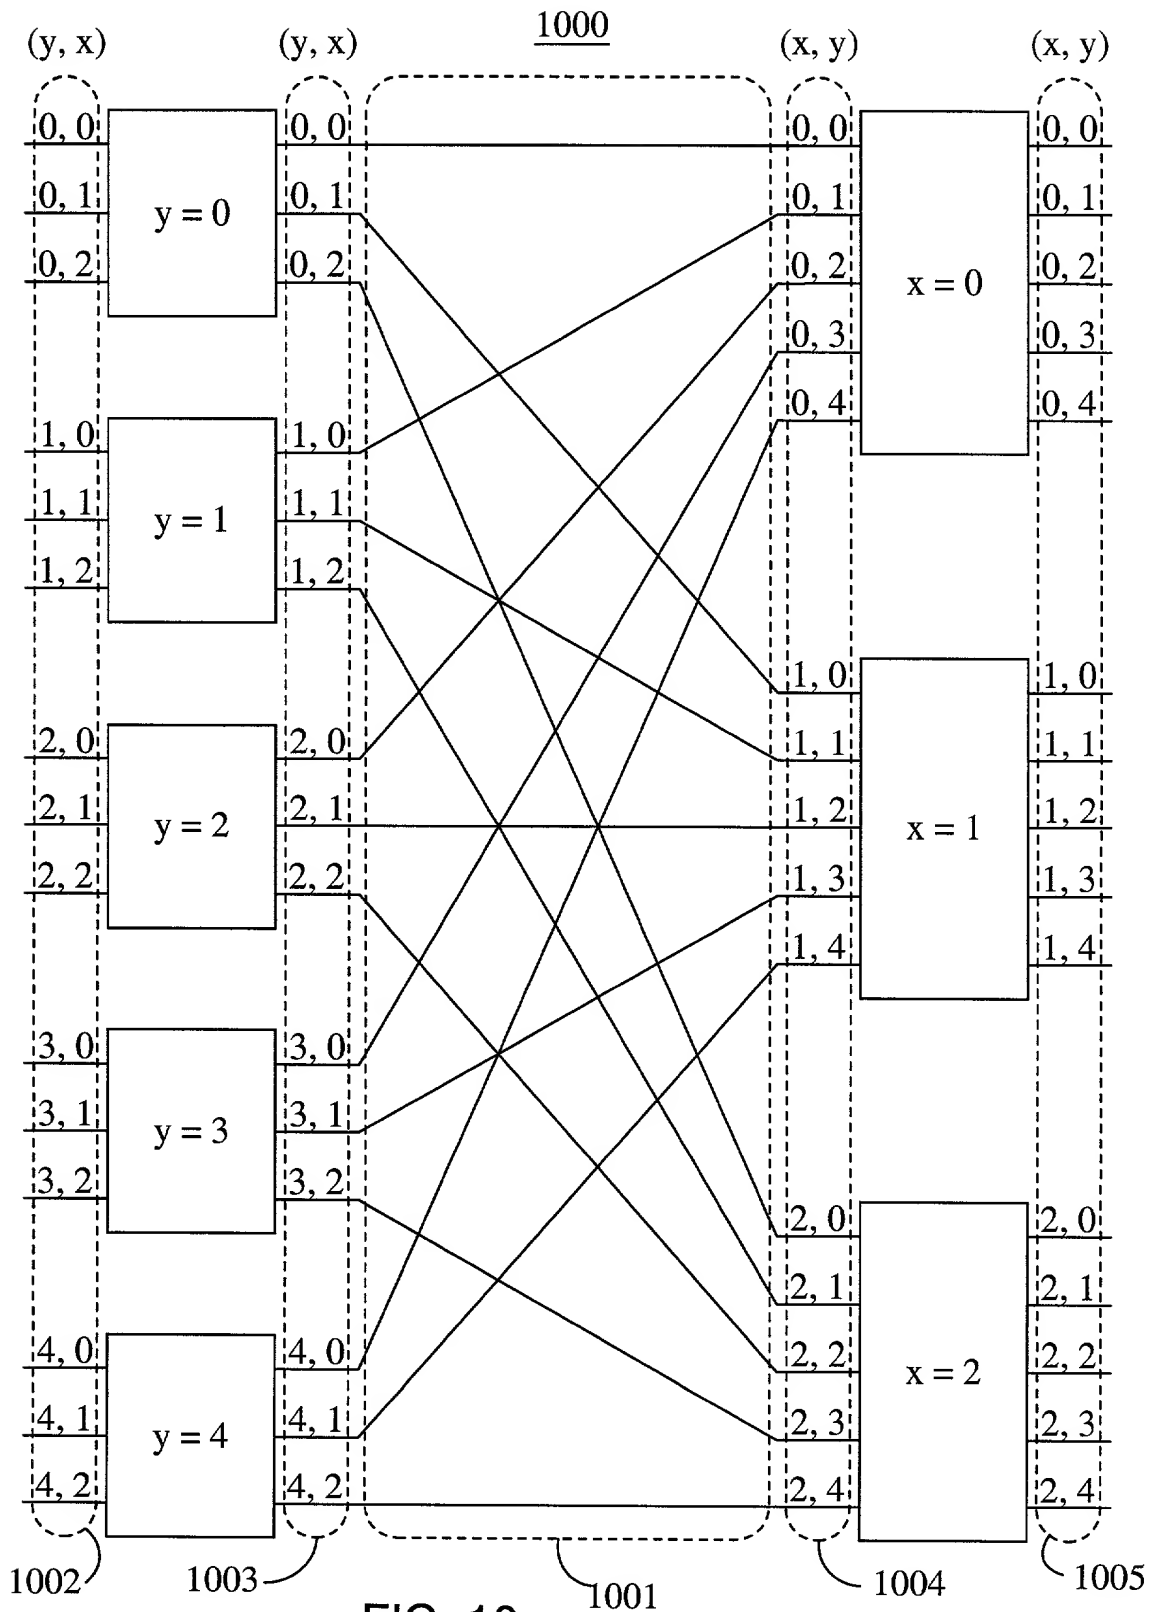 1000
(y, x) (y, x) (x, y) (x, y)
0, 0 0, 0 0, 0 0, 0
0, 1 y = 0 0, 1 0, 1 0, 1
0, 2 0, 2 0, 2 x = 0 0, 2
0, 3 0, 3
1, 0 1, 0 0, 4 0, 4
1, 1 y = 1 1, 1
1, 2 1, 2
1, 0 1, 0
2, 0 2, 0 1, 1 1, 1
2, 1 y = 2 2, 1 1, 2 x = 1 1, 2
2, 2 2, 2 1, 3 1, 3
1, 4 1, 4
3, 0 3, 0
3, 1 y = 3 3, 1
3, 2 3, 2
2, 0 2, 0
2, 1 2, 1
4, 0 4, 0 2, 2 x = 2 2, 2
4, 1 y = 4 4, 1 2, 3 2, 3
4, 2 4, 2 2, 4 2, 4
1002 1003 1001 1004 1005